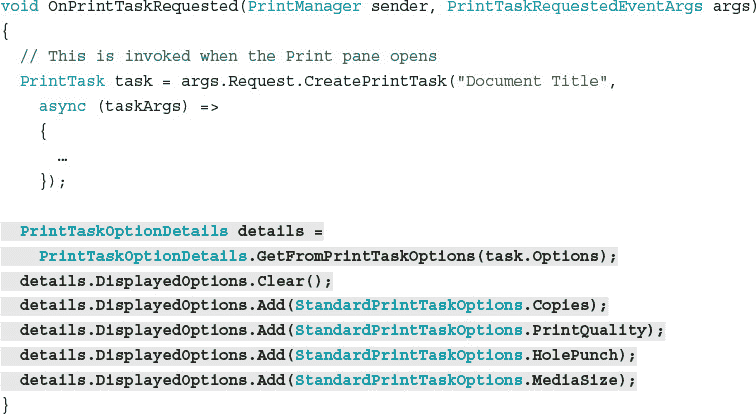 void OnPrintTaskRequested(PrintManager sender, PrintTaskRequestedEventArgs args)
{
  // This is invoked when the Print pane opens
  PrintTask task = args.Request.CreatePrintTask("Document Title",
    async (taskArgs) =>
    {
      …
    });

  PrintTaskOptionDetails details =
    PrintTaskOptionDetails.GetFromPrintTaskOptions(task.Options);
  details.DisplayedOptions.Clear();
  details.DisplayedOptions.Add(StandardPrintTaskOptions.Copies);
  details.DisplayedOptions.Add(StandardPrintTaskOptions.PrintQuality);
  details.DisplayedOptions.Add(StandardPrintTaskOptions.HolePunch);
  details.DisplayedOptions.Add(StandardPrintTaskOptions.MediaSize);
}